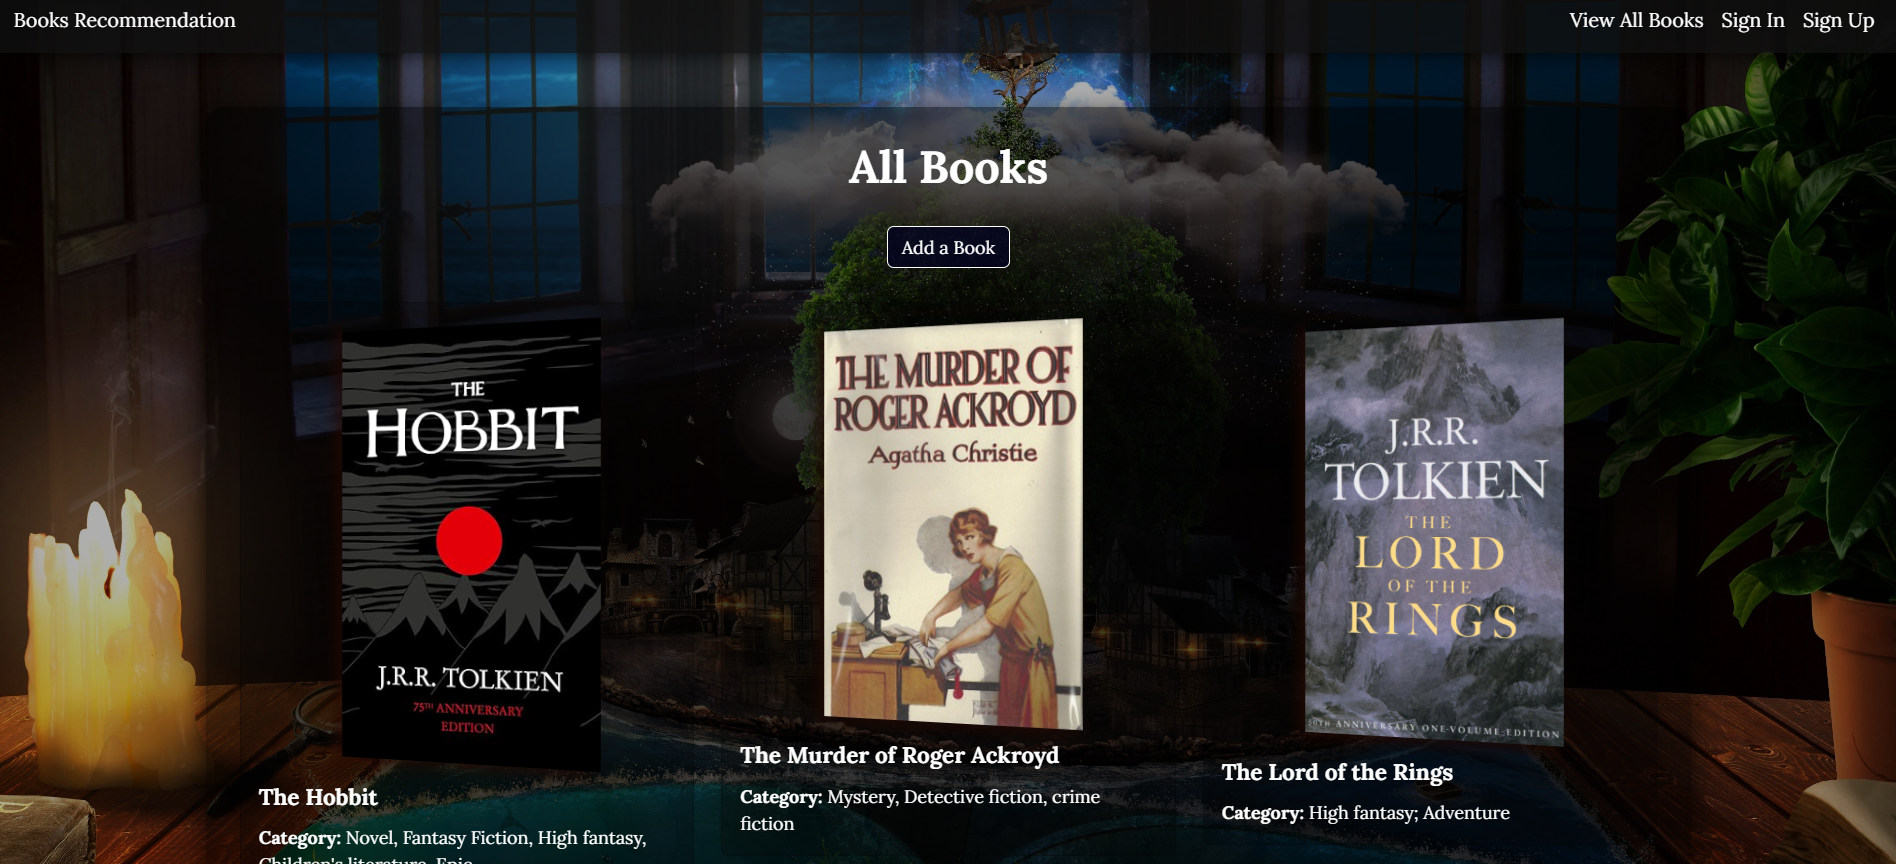 Books Recommendation
View All Books Sign In Sign Up
All Books
Add a Book
THE
HOBBIT
J.R.R. TOLKIEN
75TH ANNIVERSARY
EDITION
The Hobbit
Category: Novel, Fantasy Fiction, High fantasy,
Children's literature, Epic
THE MURDER OF
ROGER ACKROYD
Agatha Christie
The Murder of Roger Ackroyd
Category: Mystery, Detective fiction, crime
fiction
J.R.R.
TOLKIEN
THE
LORD
OF THE
RINGS
50TH ANNIVERSARY ONE-VOLUME EDITION
The Lord of the Rings
Category: High fantasy; Adventure